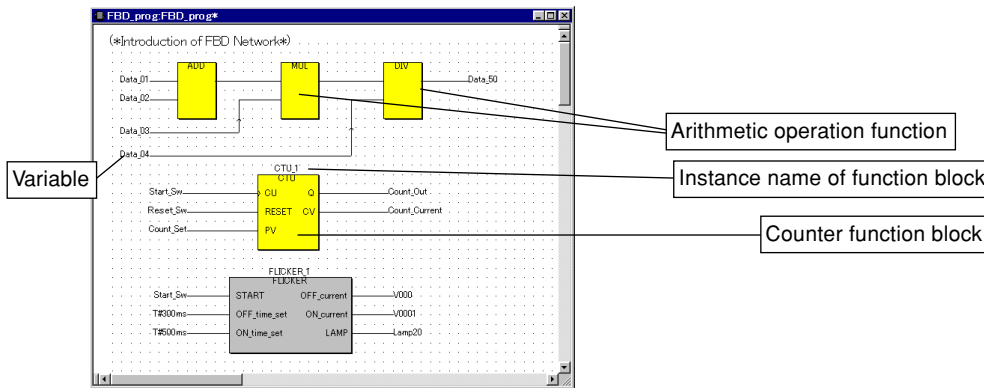 FBD_prog:FBD_prog*
(*Introduction of FBD Network*)
ADD MUL DIV
Data_01 Data_50
Data_02
Data_03
Data_04
Arithmetic operation function
Variable
CTU_1
CTU
Instance name of function block
Start_Sw CU Q Count_Out
Reset_Sw RESET CV Count_Current
Count_Set PV
Counter function block
FLICKER_1
FLICKER
Start_Sw START OFF_current V000
T#300ms OFF_time_set ON_current V0001
T#500ms ON_time_set LAMP Lamp20